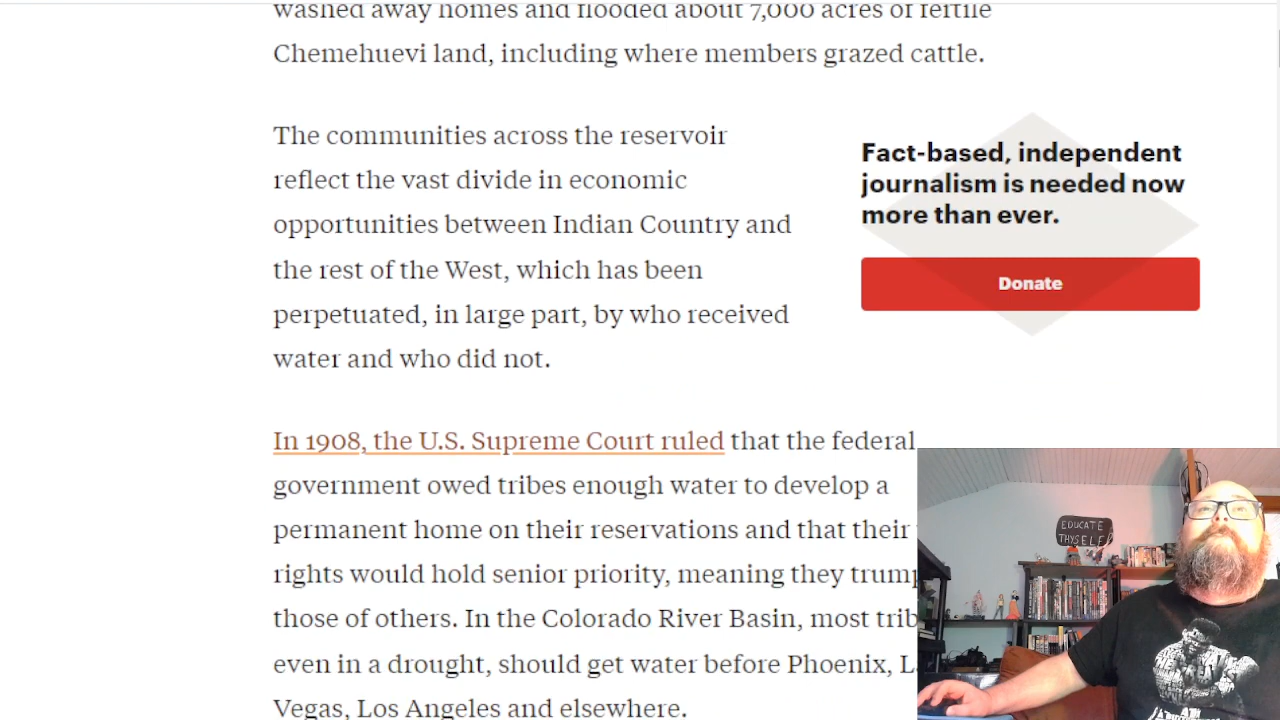 washed away homes and flooded about 7,000 acres of fertile
Chemehuevi land, including where members grazed cattle.
The communities across the reservoir
reflect the vast divide in economic
opportunities between Indian Country and
the rest of the West, which has been
perpetuated, in large part, by who received
water and who did not.
Fact-based, independent
journalism is needed now
more than ever.
Donate
In 1908, the U.S. Supreme Court ruled that the federal
government owed tribes enough water to develop a
permanent home on their reservations and that their
rights would hold senior priority, meaning they trump
those of others. In the Colorado River Basin, most trib
even in a drought, should get water before Phoenix, L
Vegas, Los Angeles and elsewhere.
EDUCATE
THYSELF